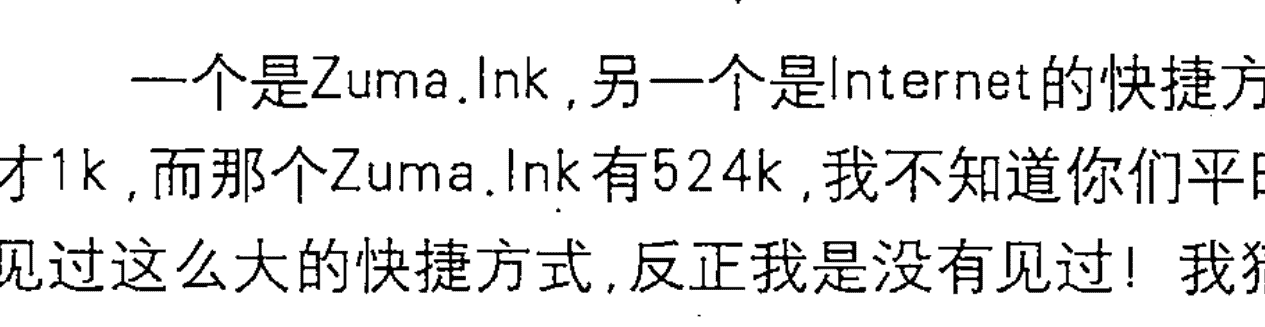 一个是Zuma.lnk,另一个是Internet的快捷方
才1k,而那个Zuma.lnk有524k,我不知道你们平
见过这么大的快捷方式,反正我是没有见过！我